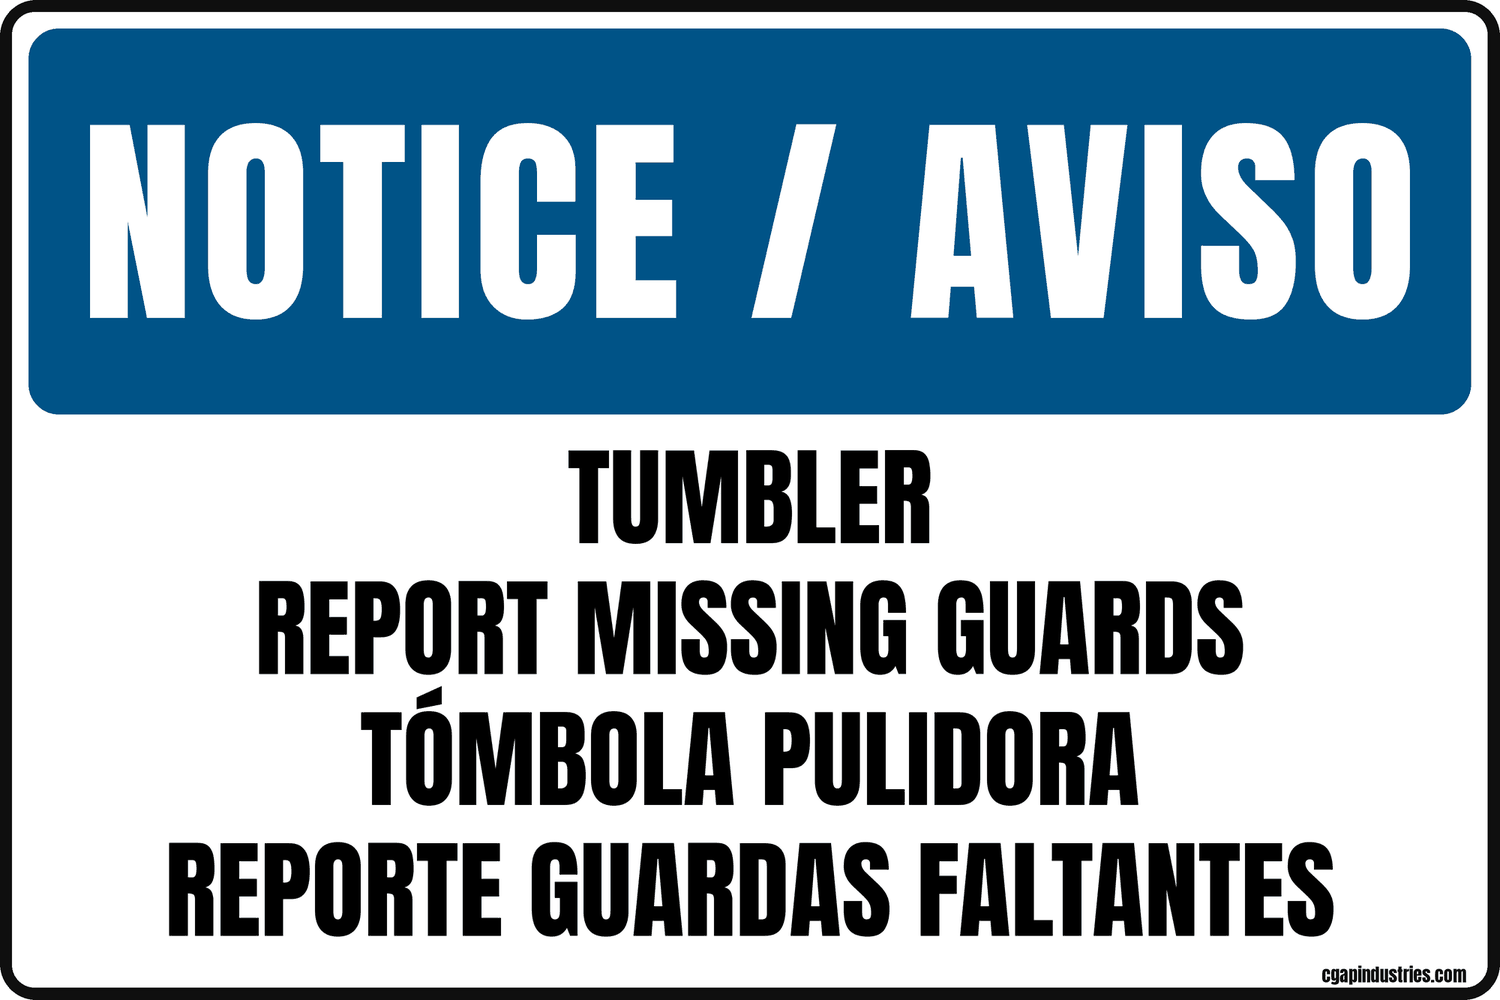 NOTICE / AVISO
TUMBLER
REPORT MISSING GUARDS
TÓMBOLA PULIDORA
REPORTE GUARDAS FALTANTES
cgapindustries.com